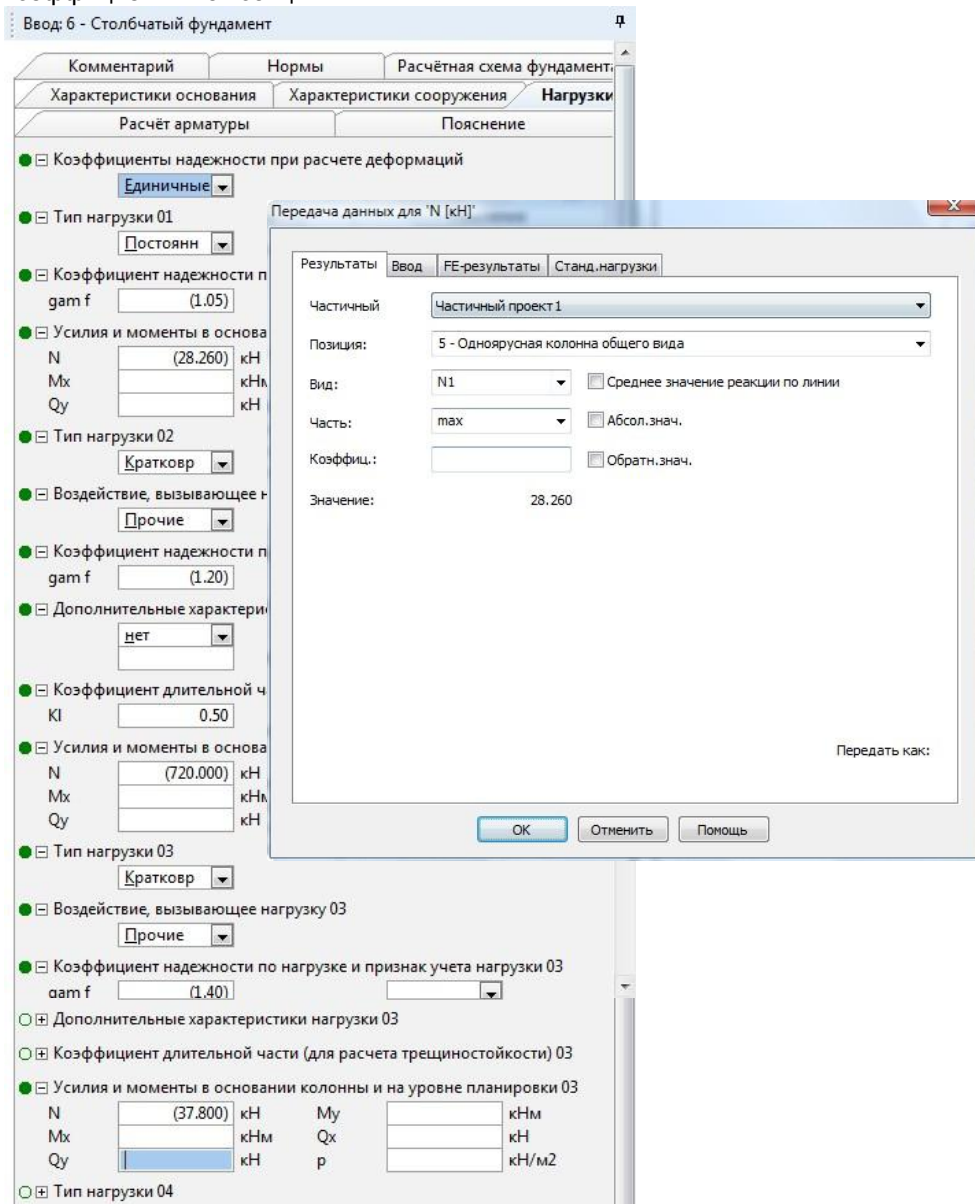 Ввод: 6 - Столбчатый фундамент
Комментарий Нормы Расчётная схема фундамент
Характеристики основания Характеристики сооружения Нагрузки
Расчёт арматуры Пояснение
Коэффициенты надежности при расчете деформаций
Единичные
Тип нагрузки 01
Постоянн
Коэффициент надежности п
gam f (1.05)
Усилия и моменты в основа
N (28.260) кН
Mx кНм
Qy кН
Тип нагрузки 02
Кратковр
Воздействие, вызывающее н
Прочие
Коэффициент надежности п
gam f (1.20)
Дополнительные характери
нет
Коэффициент длительной ч
Kl 0.50
Усилия и моменты в основа
N (720.000) кН
Mx кНм
Qy кН
Тип нагрузки 03
Кратковр
Воздействие, вызывающее нагрузку 03
Прочие
Коэффициент надежности по нагрузке и признак учета нагрузки 03
gam f (1.40)
Дополнительные характеристики нагрузки 03
Коэффициент длительной части (для расчета трещиностойкости) 03
Усилия и моменты в основании колонны и на уровне планировки 03
N (37.800) кН My кНм
Mx кНм Qx кН
Qy кН p кН/м2
Тип нагрузки 04
Передача данных для 'N [кН]'
Результаты Ввод FE-результаты Станд.нагрузки
Частичный Частичный проект 1
Позиция: 5 - Одноярусная колонна общего вида
Вид: N1 Среднее значение реакции по линии
Часть: max Абсол.знач.
Коэффиц.: Обратн.знач.
Значение: 28.260
Передать как:
OK Отменить Помощь